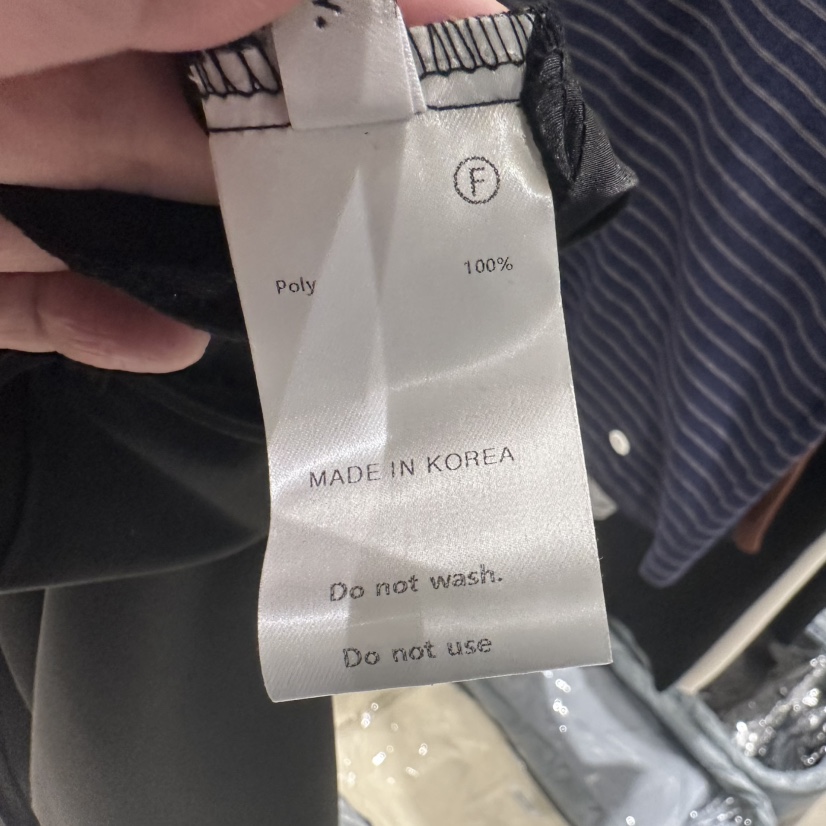 F
Poly 100%
MADE IN KOREA
Do not wash.
Do not use